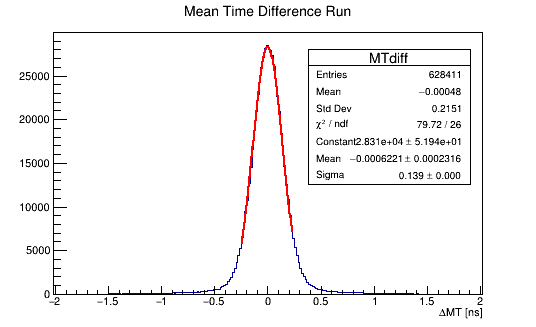 Mean Time Difference Run
MTdiff
Entries 628411
Mean −0.00048
Std Dev 0.2151
χ² / ndf 79.72 / 26
Constant2.831e+04 ± 5.194e+01
Mean −0.0006221 ± 0.0002316
Sigma 0.139 ± 0.000
25000
20000
15000
10000
5000
0
−2 −1.5 −1 −0.5 0 0.5 1 1.5 2
ΔMT [ns]